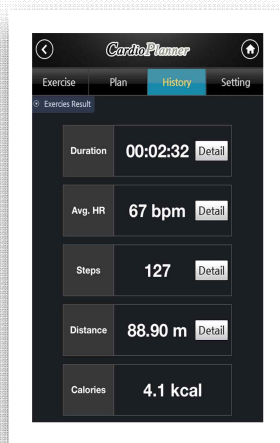 CardioPlanner
Exercise Plan History Setting
Exercies Result
Duration 00:02:32 Detail
Avg. HR 67 bpm Detail
Steps 127 Detail
Distance 88.90 m Detail
Calories 4.1 kcal